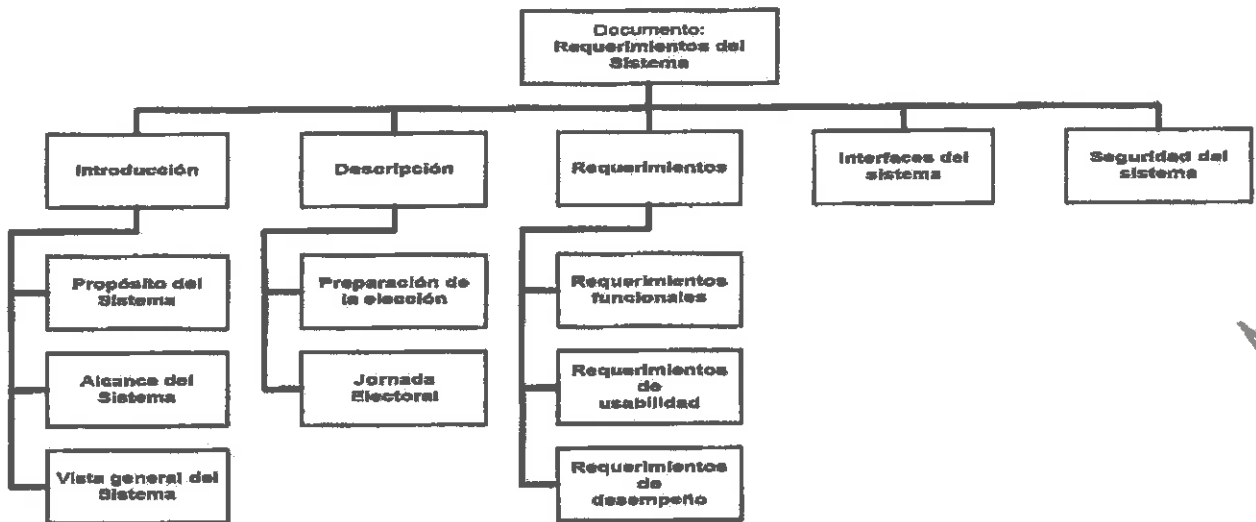 Documento:
Requerimientos del
Sistema
Introducción
Descripción
Requerimientos
Interfaces del
sistema
Seguridad del
sistema
Propósito del
Sistema
Alcance del
Sistema
Vista general del
Sistema
Preparación de
la elección
Jornada
Electoral
Requerimientos
funcionales
Requerimientos
de
usabilidad
Requerimientos
de
desempeño